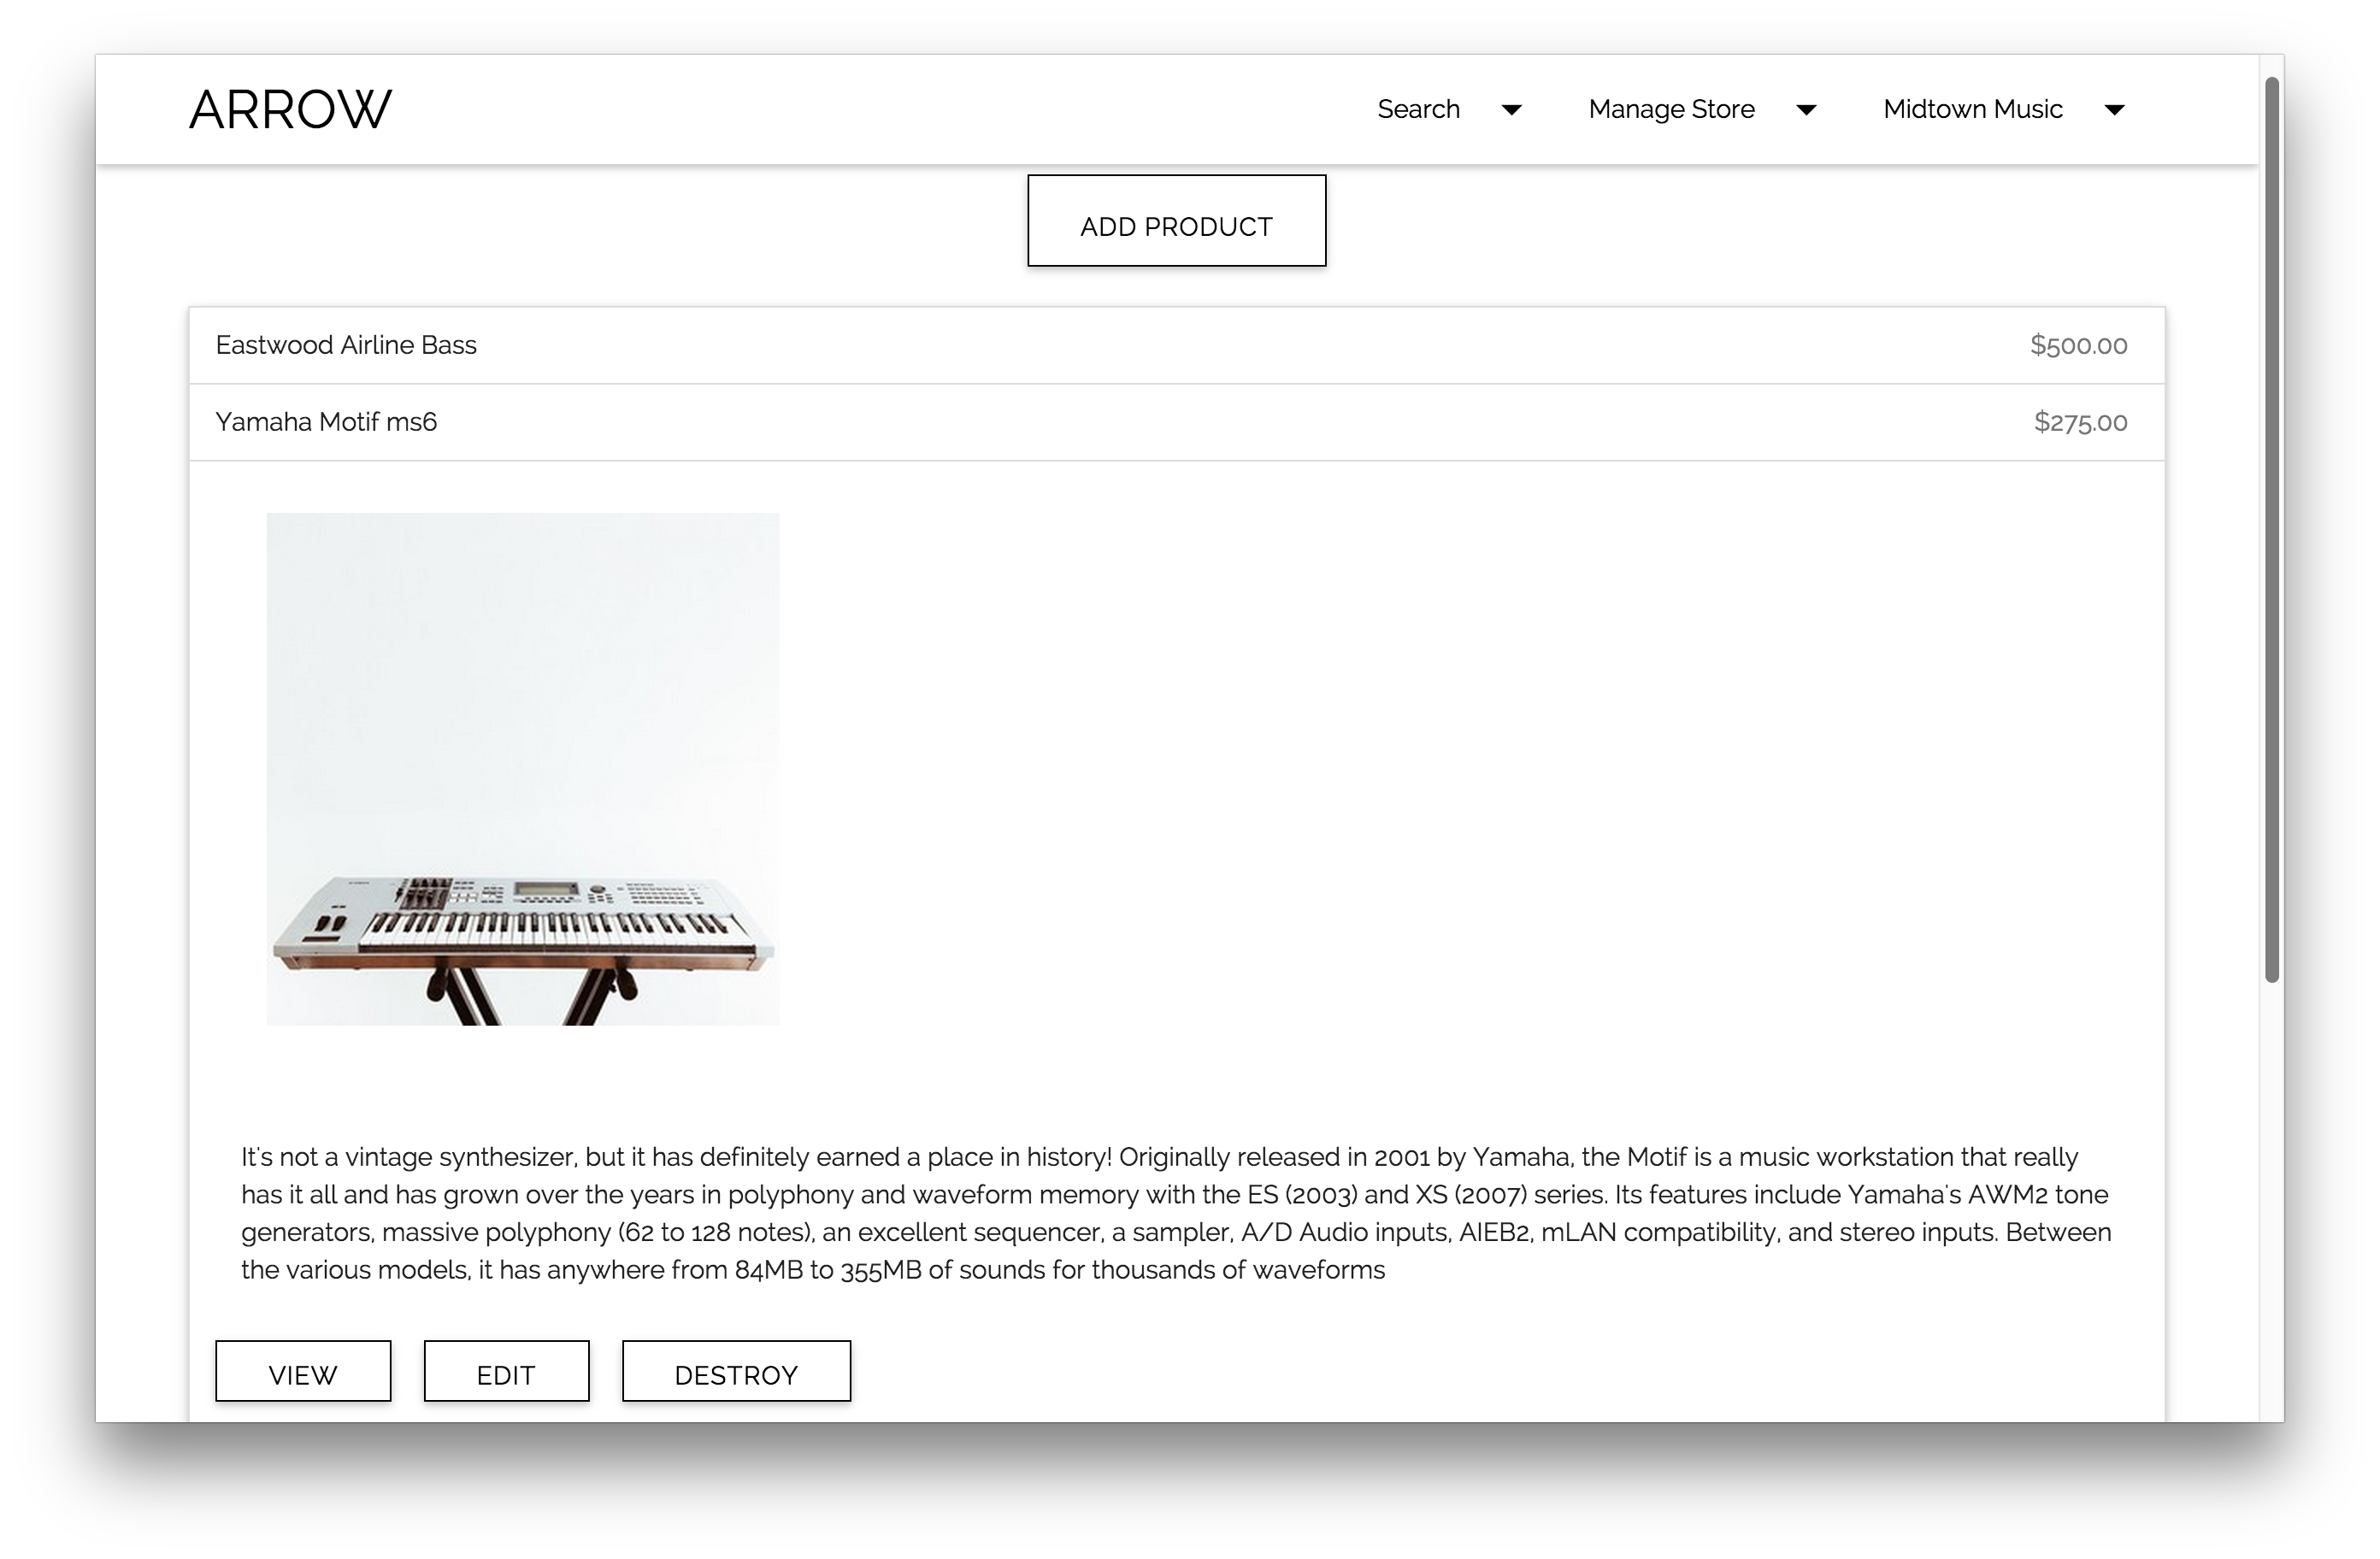 ARROW
Search
Manage Store
Midtown Music
ADD PRODUCT
Eastwood Airline Bass
$500.00
Yamaha Motif ms6
$275.00
It's not a vintage synthesizer, but it has definitely earned a place in history! Originally released in 2001 by Yamaha, the Motif is a music workstation that really
has it all and has grown over the years in polyphony and waveform memory with the ES (2003) and XS (2007) series. Its features include Yamaha's AWM2 tone
generators, massive polyphony (62 to 128 notes), an excellent sequencer, a sampler, A/D Audio inputs, AIEB2, mLAN compatibility, and stereo inputs. Between
the various models, it has anywhere from 84MB to 355MB of sounds for thousands of waveforms
VIEW
EDIT
DESTROY